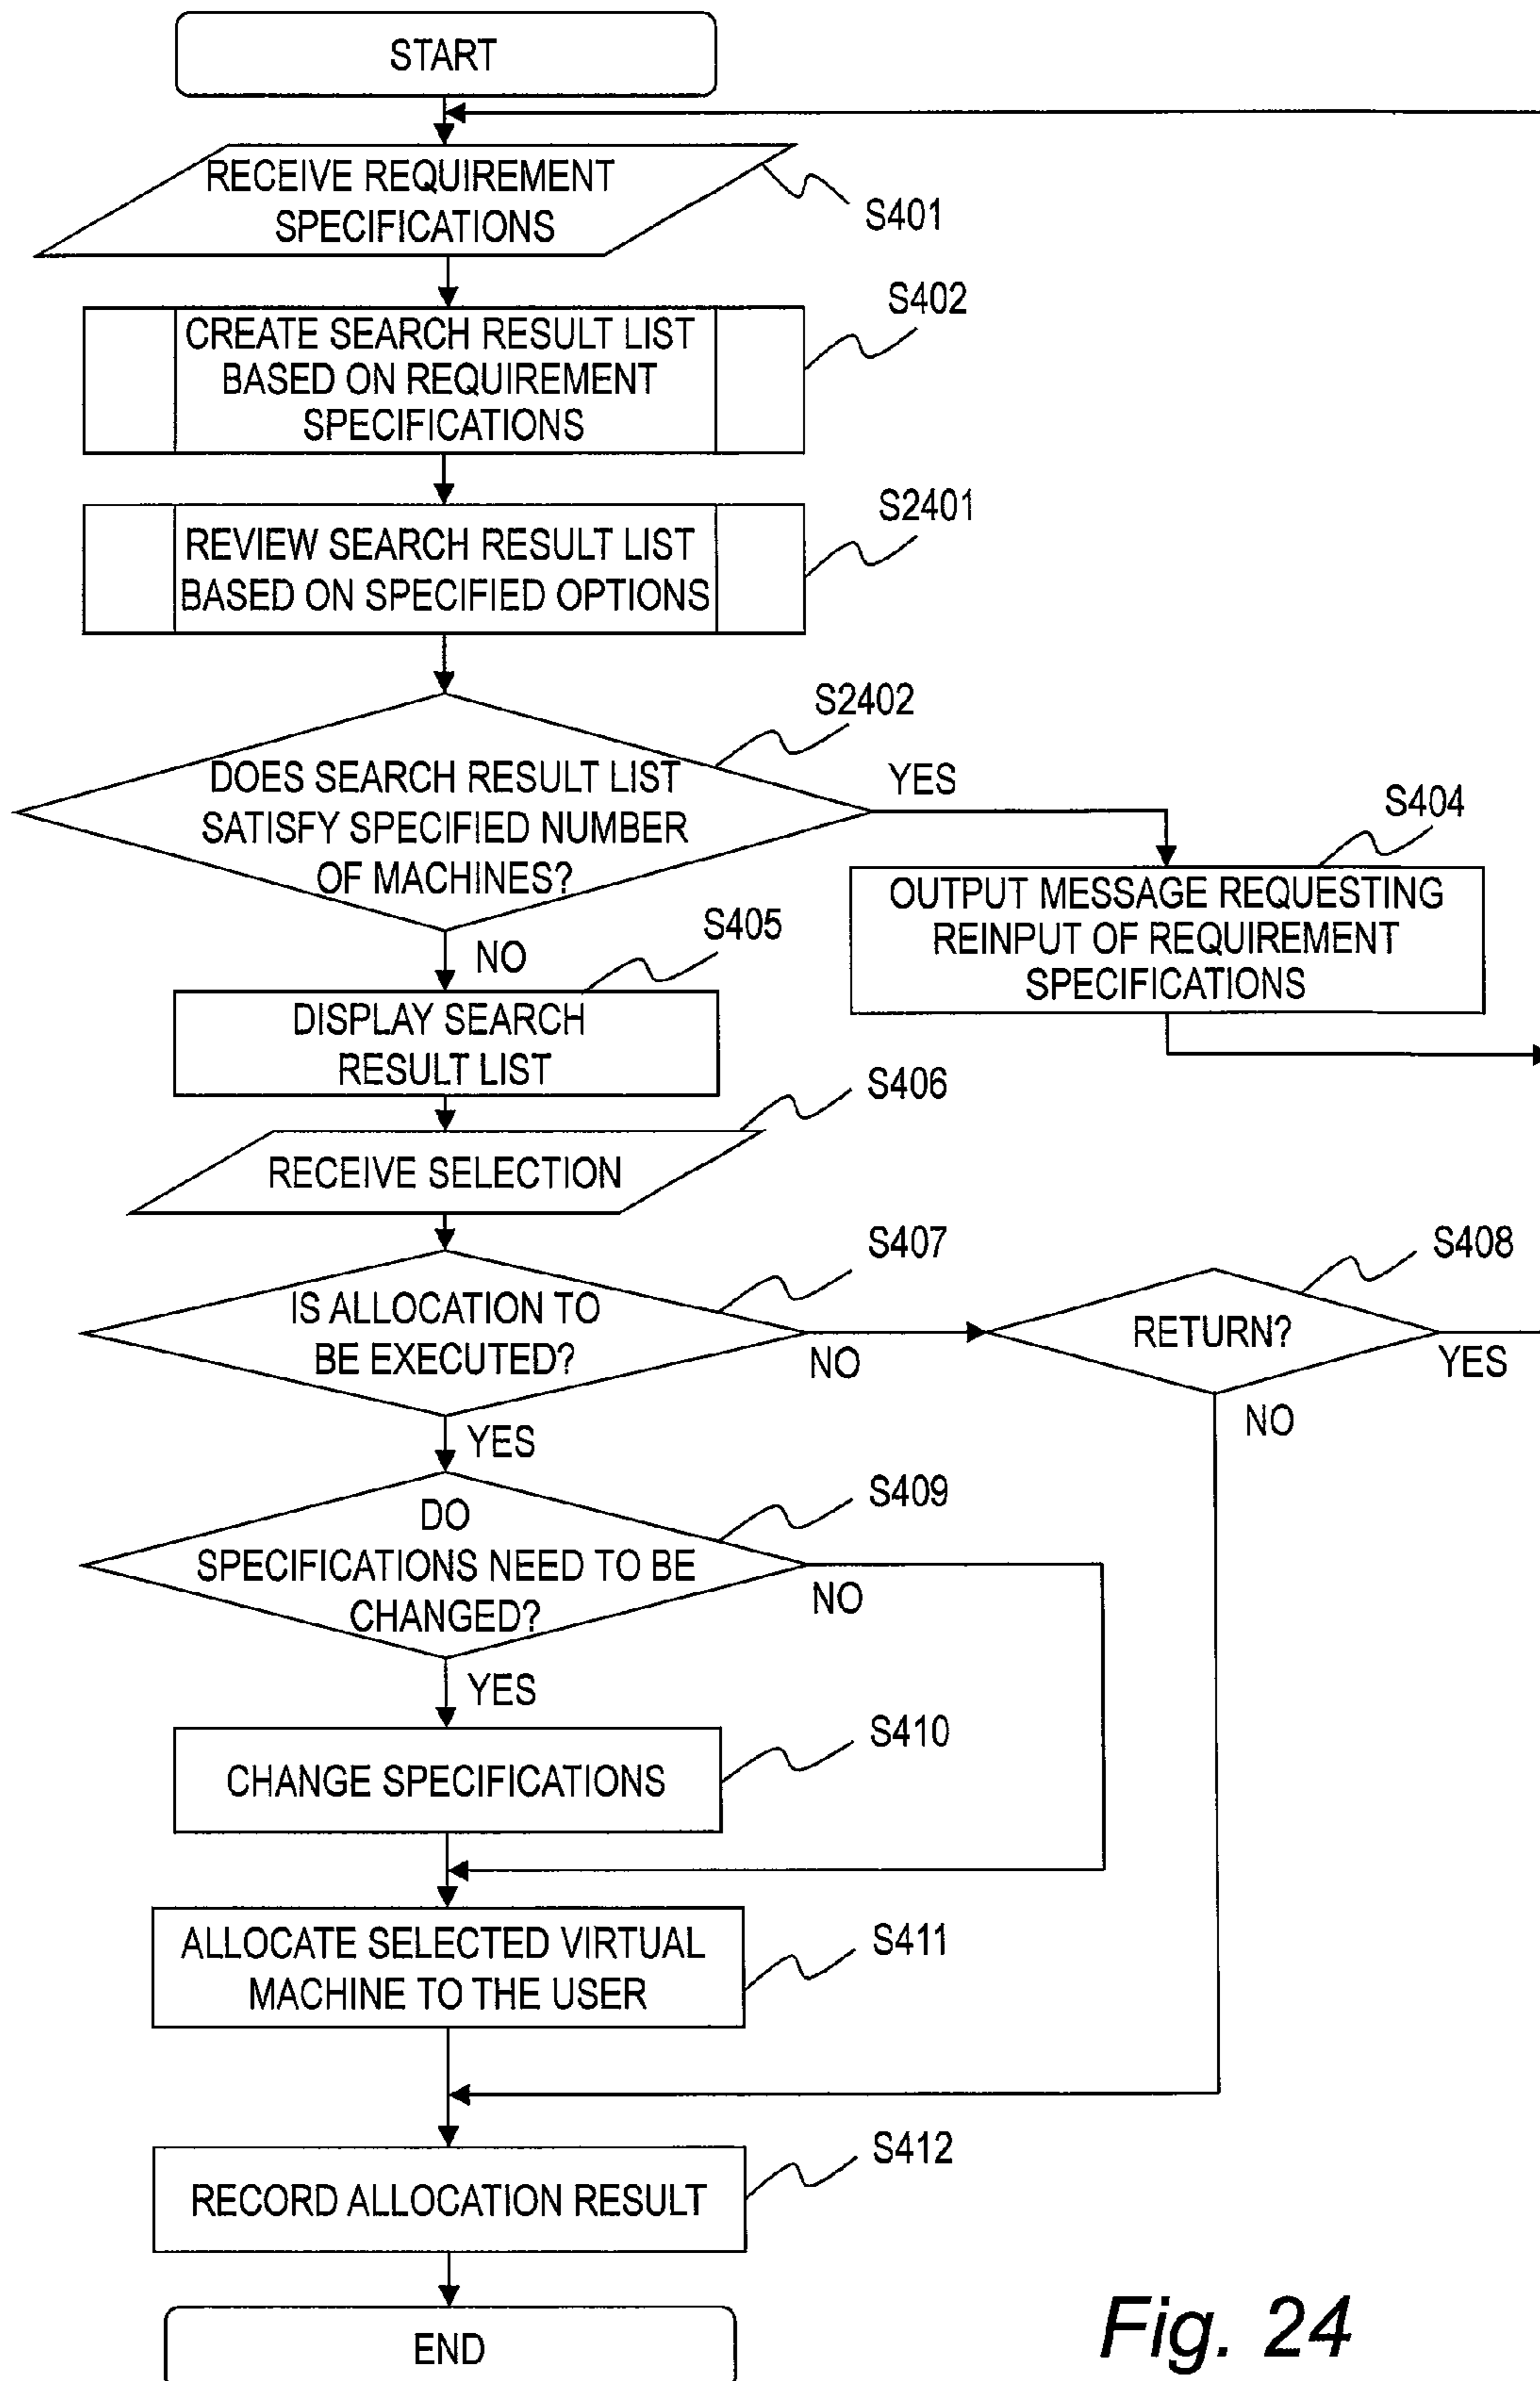 START
RECEIVE REQUIREMENT
SPECIFICATIONS
S401
S402
CREATE SEARCH RESULT LIST
BASED ON REQUIREMENT
SPECIFICATIONS
S2401
REVIEW SEARCH RESULT LIST
BASED ON SPECIFIED OPTIONS
S2402
DOES SEARCH RESULT LIST
SATISFY SPECIFIED NUMBER
OF MACHINES?
YES
S404
OUTPUT MESSAGE REQUESTING
REINPUT OF REQUIREMENT
SPECIFICATIONS
NO
S405
DISPLAY SEARCH
RESULT LIST
S406
RECEIVE SELECTION
S407
IS ALLOCATION TO
BE EXECUTED?
NO
S408
RETURN?
YES
NO
YES
S409
DO
SPECIFICATIONS NEED TO BE
CHANGED?
NO
YES
S410
CHANGE SPECIFICATIONS
S411
ALLOCATE SELECTED VIRTUAL
MACHINE TO THE USER
S412
RECORD ALLOCATION RESULT
END
Fig. 24